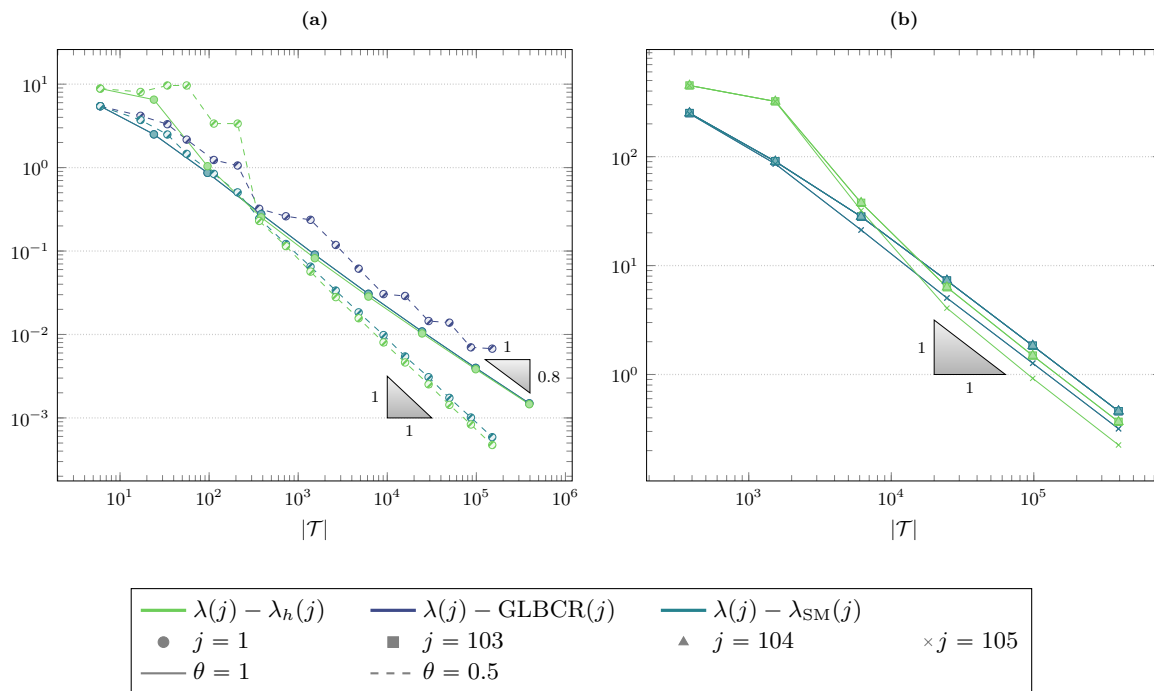 (a)
(b)
10^1
10^0
10^{-1}
10^{-2}
10^{-3}
1
0.8
1
1
10^1 10^2 10^3 10^4 10^5 10^6
|𝒯|
10^2
10^1
10^0
1
1
10^3 10^4 10^5
|𝒯|
λ(j) − λ_h(j) λ(j) − GLBCR(j) λ(j) − λ_SM(j)
j = 1 j = 103 j = 104 j = 105
θ = 1 θ = 0.5